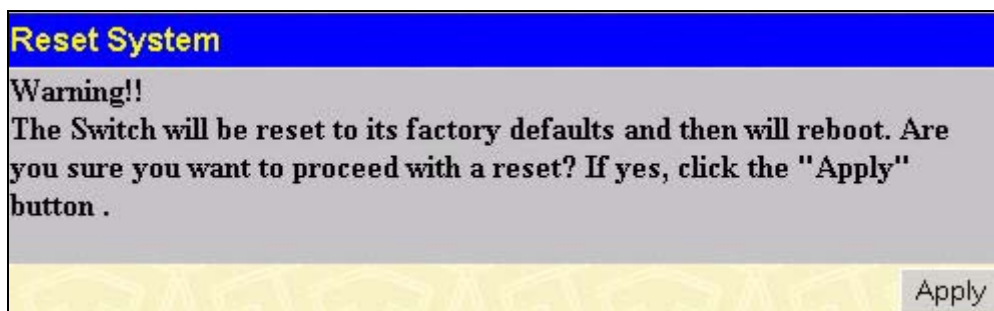 Reset System
Warning!!
The Switch will be reset to its factory defaults and then will reboot. Are
you sure you want to proceed with a reset? If yes, click the "Apply"
button .
Apply